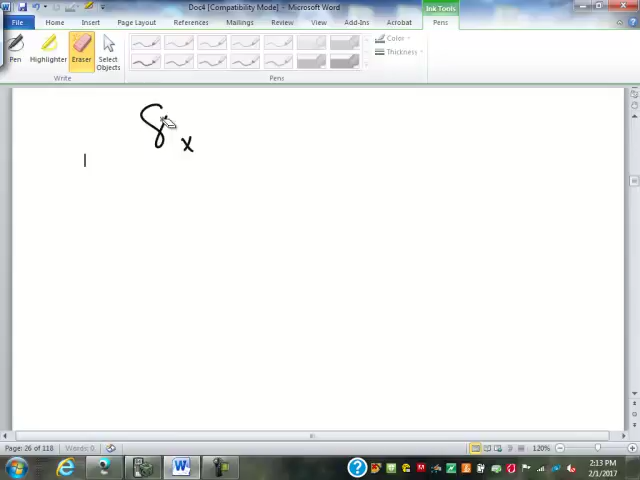 Doc4 [Compatibility Mode] - Microsoft Word
Ink Tools
File Home Insert Page Layout References Mailings Review View Add-Ins Acrobat Pens
Pen Highlighter Eraser Select Objects
Color
Thickness
Write Pens
8x
Page: 26 of 118 Words: 0 120%
2:13 PM
2/1/2017